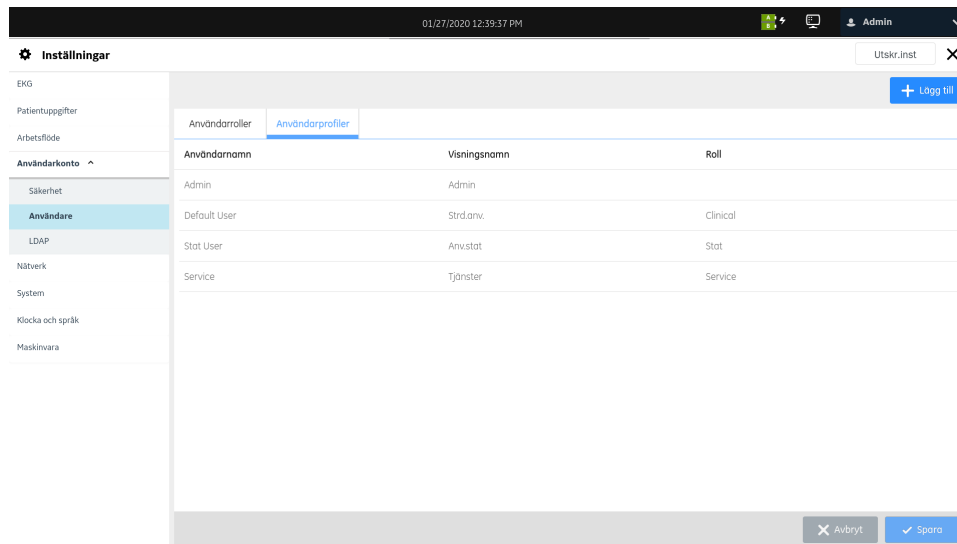 01/27/2020 12:39:37 PM
A
B
Admin
Inställningar
Utskr.inst
EKG
Patientuppgifter
Arbetsflöde
Användarkonto
Säkerhet
Användare
LDAP
Nätverk
System
Klocka och språk
Maskinvara
Lägg till
Användarroller Användarprofiler
Användarnamn Visningsnamn Roll
Admin Admin
Default User Strd.anv. Clinical
Stat User Anv.stat Stat
Service Tjänster Service
Avbryt Spara